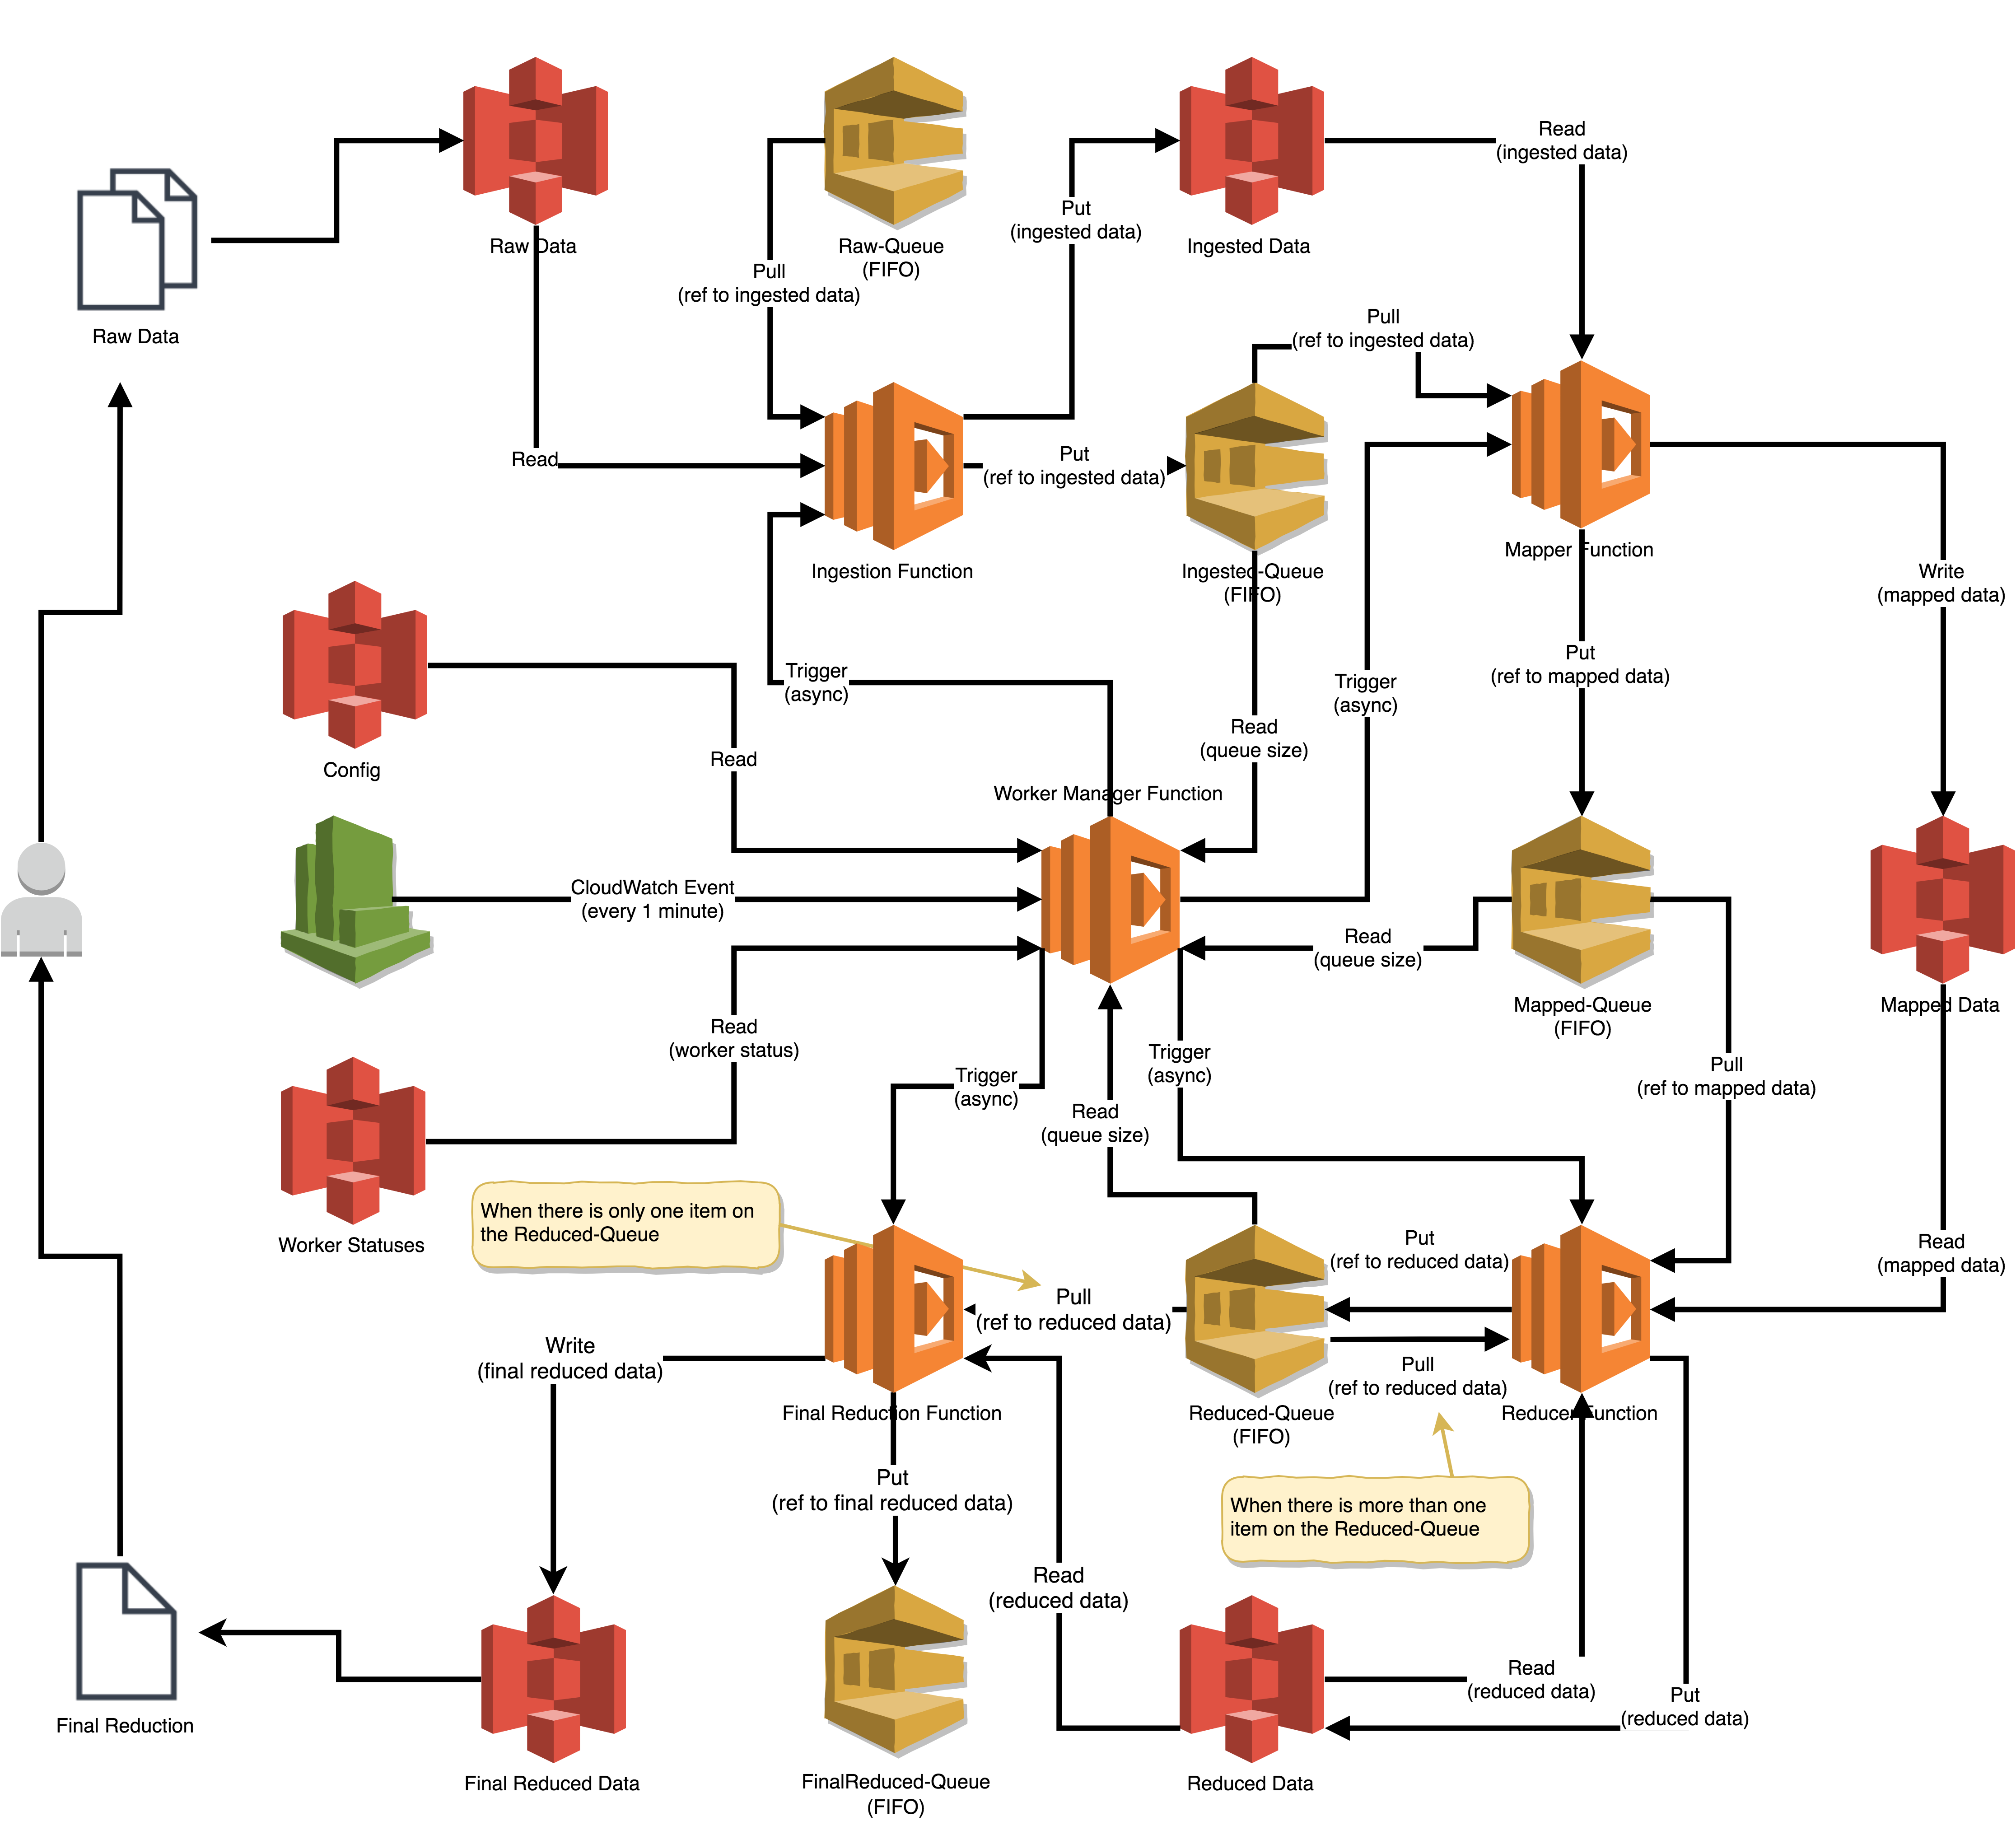 Raw Data
Raw Data
Raw-Queue
(FIFO)
Ingested Data
Read
(ingested data)
Put
(ingested data)
Pull
(ref to ingested data)
Pull
(ref to ingested data)
Read
Put
(ref to ingested data)
Ingestion Function
Ingested-Queue
(FIFO)
Mapper Function
Write
(mapped data)
Config
Trigger
(async)
Read
Read
(queue size)
Trigger
(async)
Put
(ref to mapped data)
Worker Manager Function
CloudWatch Event
(every 1 minute)
Read
(queue size)
Mapped-Queue
(FIFO)
Mapped Data
Read
(worker status)
Trigger
(async)
Read
(queue size)
Trigger
(async)
Pull
(ref to mapped data)
Worker Statuses
When there is only one item on
the Reduced-Queue
Put
(ref to reduced data)
Read
(mapped data)
Pull
(ref to reduced data)
Write
(final reduced data)
Pull
(ref to reduced data)
Final Reduction Function
Reduced-Queue
(FIFO)
Reducer Function
Put
(ref to final reduced data)
When there is more than one
item on the Reduced-Queue
Read
(reduced data)
Read
(reduced data)
Put
(reduced data)
Final Reduction
Final Reduced Data
FinalReduced-Queue
(FIFO)
Reduced Data